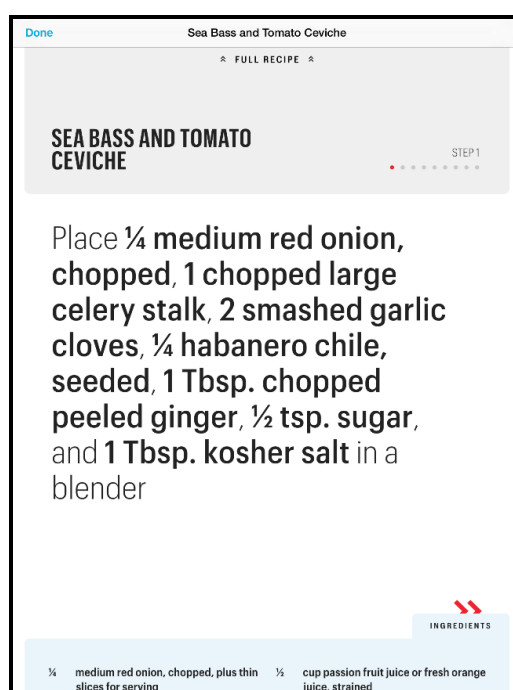 Done
Sea Bass and Tomato Ceviche
FULL RECIPE
SEA BASS AND TOMATO
CEVICHE
STEP 1
Place ¼ medium red onion,
chopped, 1 chopped large
celery stalk, 2 smashed garlic
cloves, ¼ habanero chile,
seeded, 1 Tbsp. chopped
peeled ginger, ½ tsp. sugar,
and 1 Tbsp. kosher salt in a
blender
INGREDIENTS
¼ medium red onion, chopped, plus thin
slices for serving
½ cup passion fruit juice or fresh orange
juice, strained